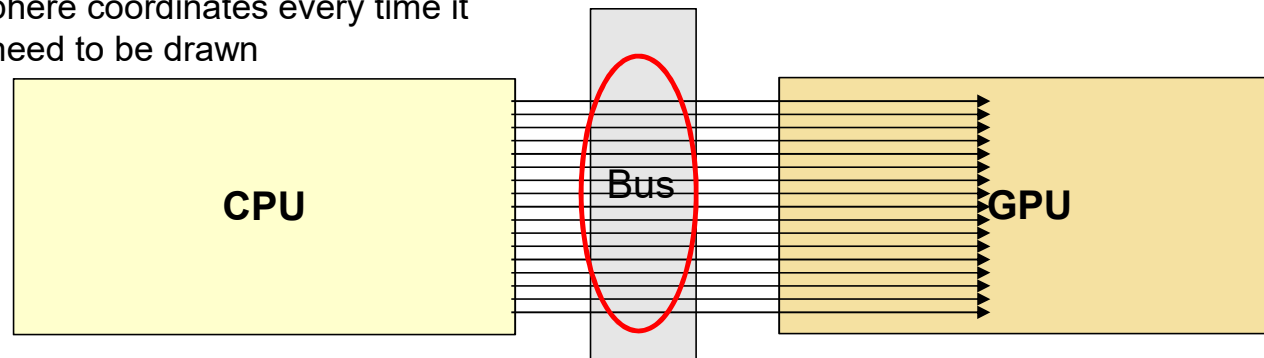 phere coordinates every time it
need to be drawn
CPU
Bus
GPU